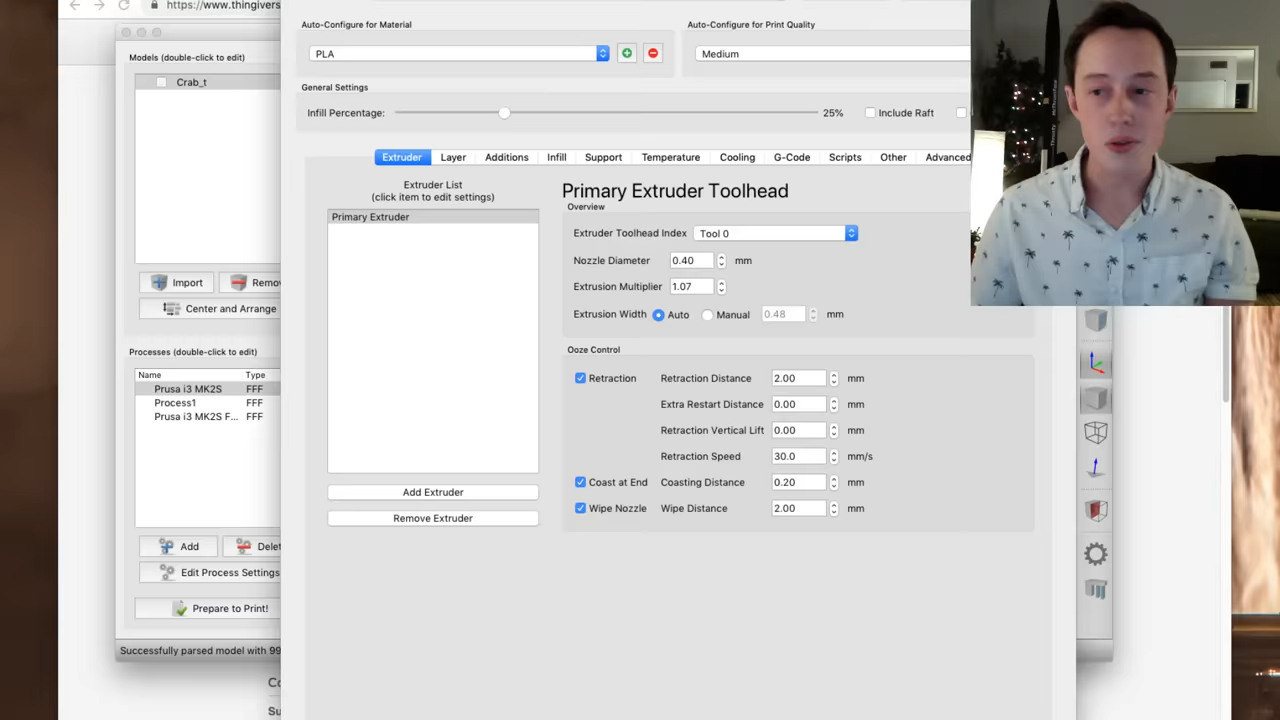 https://www.thingivers
Auto-Configure for Material
Auto-Configure for Print Quality
Models (double-click to edit)
PLA
Medium
Crab_t
General Settings
Infill Percentage:
25%
Include Raft
Extruder
Layer
Additions
Infill
Support
Temperature
Cooling
G-Code
Scripts
Other
Advanced
Extruder List
(click item to edit settings)
Primary Extruder
Primary Extruder Toolhead
Overview
Extruder Toolhead Index
Tool 0
Nozzle Diameter
0.40
mm
Extrusion Multiplier
1.07
Extrusion Width
Auto
Manual
0.48
mm
Import
Remov
Center and Arrange
Processes (double-click to edit)
Name
Type
Prusa i3 MK2S
FFF
Process1
FFF
Prusa i3 MK2S F...
FFF
Ooze Control
Retraction
Retraction Distance
2.00
mm
Extra Restart Distance
0.00
mm
Retraction Vertical Lift
0.00
mm
Retraction Speed
30.0
mm/s
Coast at End
Coasting Distance
0.20
mm
Wipe Nozzle
Wipe Distance
2.00
mm
Add Extruder
Remove Extruder
Add
Delet
Edit Process Settings
Prepare to Print!
Successfully parsed model with 99
Co
Su